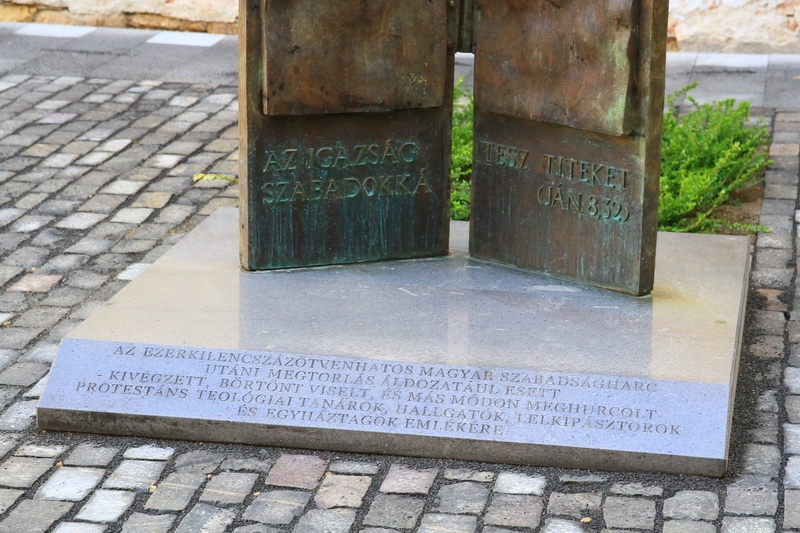 AZ IGAZSÁG
SZABADOKKÁ
TESZ TITEKET
(JÁN. 8,32)
AZ EZERKILENCSZÁZÖTVENHATOS MAGYAR SZABADSÁGHARC
UTÁNI MEGTORLÁS ÁLDOZATÁUL ESETT
- KIVÉGZETT, BÖRTÖNT VISELT, ÉS MÁS MÓDON MEGHURCOLT-
PROTESTÁNS TEOLÓGIAI TANÁROK, HALLGATÓK, LELKIPÁSZTOROK
ÉS EGYHÁZTAGOK EMLÉKÉRE